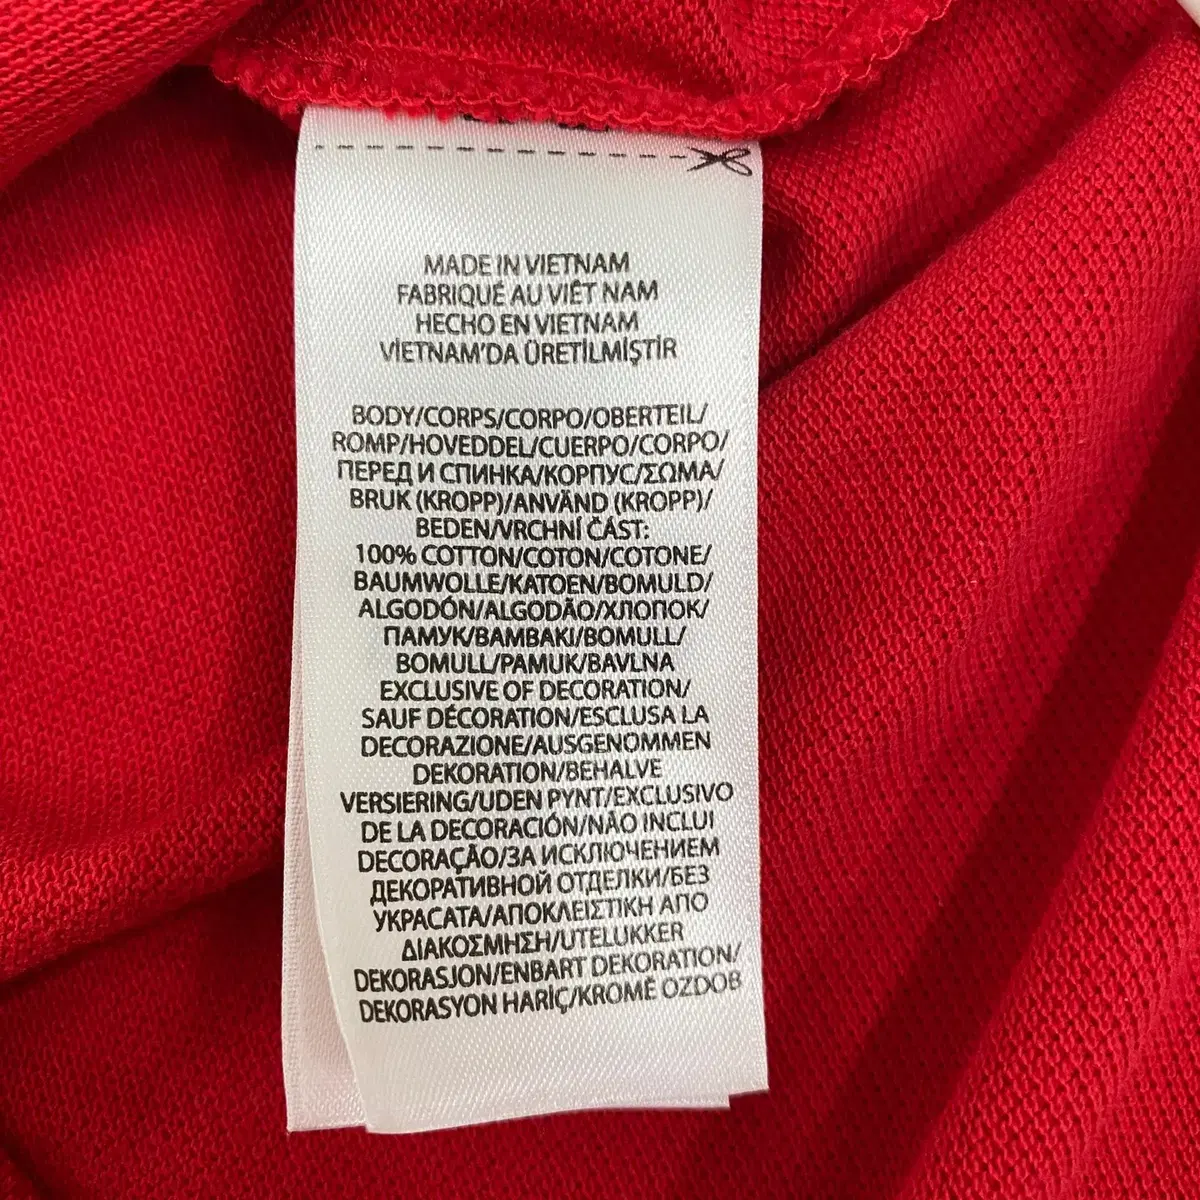 MADE IN VIETNAM
FABRIQUÉ AU VIÊT NAM
HECHO EN VIETNAM
VİETNAM'DA ÜRETİLMİŞTİR
BODY/CORPS/CORPO/OBERTEIL/
ROMP/HOVEDDEL/CUERPO/CORPO/
ПЕРЕД И СПИНКА/КОРПУС/ΣΩΜΑ/
BRUK (KROPP)/ANVÄND (KROPP)/
BEDEN/VRCHNÍ ČÁST:
100% COTTON/COTON/COTONE/
BAUMWOLLE/KATOEN/BOMULD/
ALGODÓN/ALGODÃO/ХЛОПОК/
ПАМУК/BAMBAKI/BOMULL/
BOMULL/PAMUK/BAVLNA
EXCLUSIVE OF DECORATION/
SAUF DÉCORATION/ESCLUSA LA
DECORAZIONE/AUSGENOMMEN
DEKORATION/BEHALVE
VERSIERING/UDEN PYNT/EXCLUSIVO
DE LA DECORACIÓN/NÃO INCLUI
DECORAÇÃO/ЗА ИСКЛЮЧЕНИЕМ
ДЕКОРАТИВНОЙ ОТДЕЛКИ/БЕЗ
УКРАСАТА/ΑΠΟΚΛΕΙΣΤΙΚΗ ΑΠΟ
ΔΙΑΚΟΣΜΗΣΗ/UTELUKKER
DEKORASJON/ENBART DEKORATION/
DEKORASYON HARİÇ/KROMĚ OZDOB